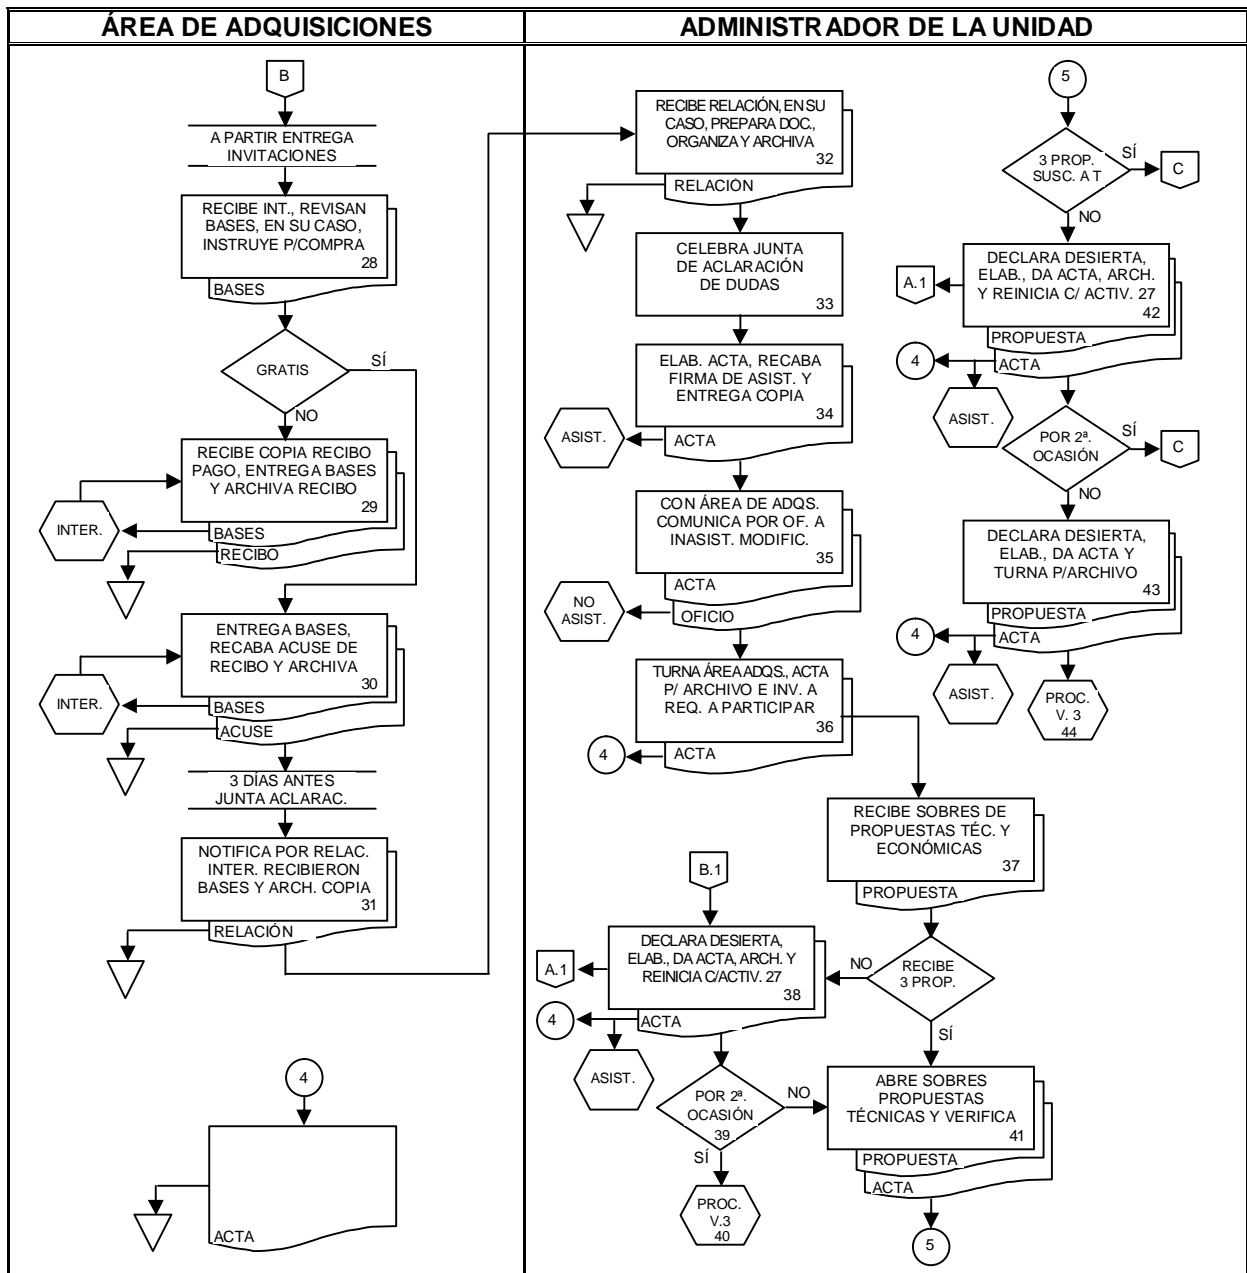 ÁREA DE ADQUISICIONES
ADMINISTRADOR DE LA UNIDAD
B
A PARTIR ENTREGA
INVITACIONES
RECIBE INT., REVISAN
BASES, EN SU CASO,
INSTRUYE P/COMPRA
28
BASES
GRATIS
SÍ
NO
RECIBE COPIA RECIBO
PAGO, ENTREGA BASES
Y ARCHIVA RECIBO
29
INTER.
BASES
RECIBO
ENTREGA BASES,
RECABA ACUSE DE
RECIBO Y ARCHIVA
30
INTER.
BASES
ACUSE
3 DÍAS ANTES
JUNTA ACLARAC.
NOTIFICA POR RELAC.
INTER. RECIBIERON
BASES Y ARCH. COPIA
31
RELACIÓN
4
ACTA
RECIBE RELACIÓN, EN SU
CASO, PREPARA DOC.,
ORGANIZA Y ARCHIVA
32
RELACIÓN
CELEBRA JUNTA
DE ACLARACIÓN
DE DUDAS
33
ELAB. ACTA, RECABA
FIRMA DE ASIST. Y
ENTREGA COPIA
34
ASIST.
ACTA
CON ÁREA DE ADQS.
COMUNICA POR OF. A
INASIST. MODIFIC.
35
ACTA
NO
ASIST.
OFICIO
TURNA ÁREA ADQS., ACTA
P/ ARCHIVO E INV. A
REQ. A PARTICIPAR
36
4
ACTA
RECIBE SOBRES DE
PROPUESTAS TÉC. Y
ECONÓMICAS
37
PROPUESTA
RECIBE
3 PROP.
NO
SÍ
B.1
DECLARA DESIERTA,
ELAB., DA ACTA, ARCH. Y
REINICIA C/ACTIV. 27
38
A.1
4
ACTA
ASIST.
POR 2ª.
OCASIÓN
39
NO
SÍ
PROC.
V.3
40
ABRE SOBRES
PROPUESTAS
TÉCNICAS Y VERIFICA
41
PROPUESTA
ACTA
5
5
3 PROP.
SUSC. A T
SÍ
C
NO
DECLARA DESIERTA,
ELAB., DA ACTA, ARCH.
Y REINICIA C/ ACTIV. 27
42
A.1
PROPUESTA
4
ACTA
ASIST.
POR 2ª.
OCASIÓN
SÍ
C
NO
DECLARA DESIERTA,
ELAB., DA ACTA Y
TURNA P/ARCHIVO
43
PROPUESTA
4
ACTA
ASIST.
PROC.
V. 3
44